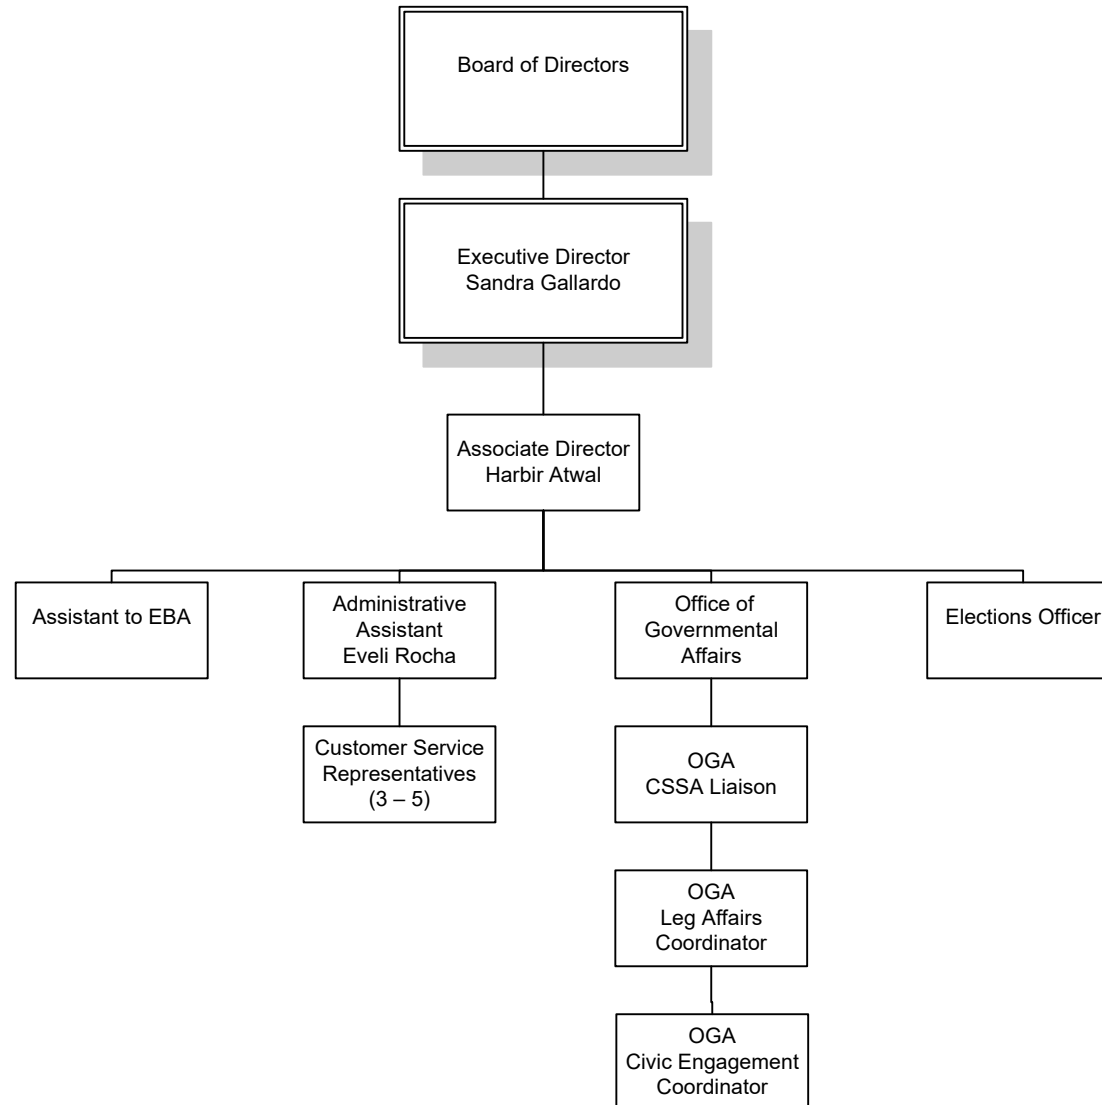 Board of Directors
Executive Director
Sandra Gallardo
Associate Director
Harbir Atwal
Assistant to EBA
Administrative
Assistant
Eveli Rocha
Office of
Governmental
Affairs
Elections Officer
Customer Service
Representatives
(3 – 5)
OGA
CSSA Liaison
OGA
Leg Affairs
Coordinator
OGA
Civic Engagement
Coordinator